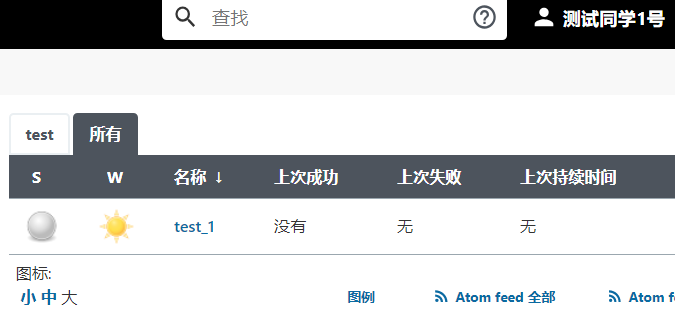 查找 测试同学1号
test 所有
S W 名称 ↓ 上次成功 上次失败 上次持续时间
test_1 没有 无 无
图标:
小 中 大 图例 Atom feed 全部 Atom f